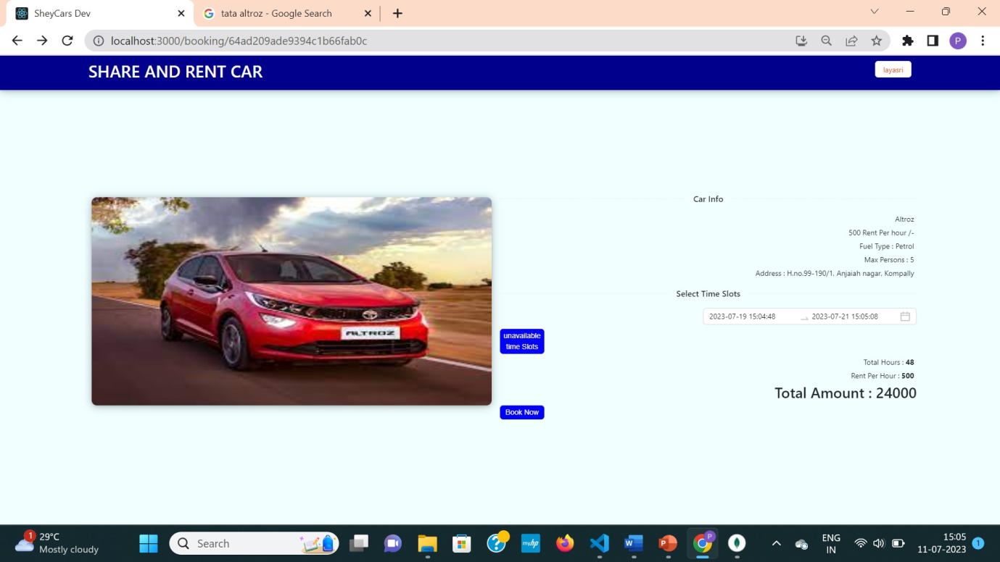 SheyCars Dev
tata altroz - Google Search
localhost:3000/booking/64ad209ade9394c1b66fab0c
P
SHARE AND RENT CAR
layasri
Car Info
Altroz
500 Rent Per hour /-
Fuel Type : Petrol
Max Persons : 5
Address : H.no.99-190/1, Anjaiah nagar, Kompally
Select Time Slots
2023-07-19 15:04:48
2023-07-21 15:05:08
ALTROZ
unavailable
time Slots
Total Hours : 48
Rent Per Hour : 500
Total Amount : 24000
Book Now
1
29°C
Mostly cloudy
Search
myhp
W
P
P
ENG
IN
15:05
11-07-2023
1